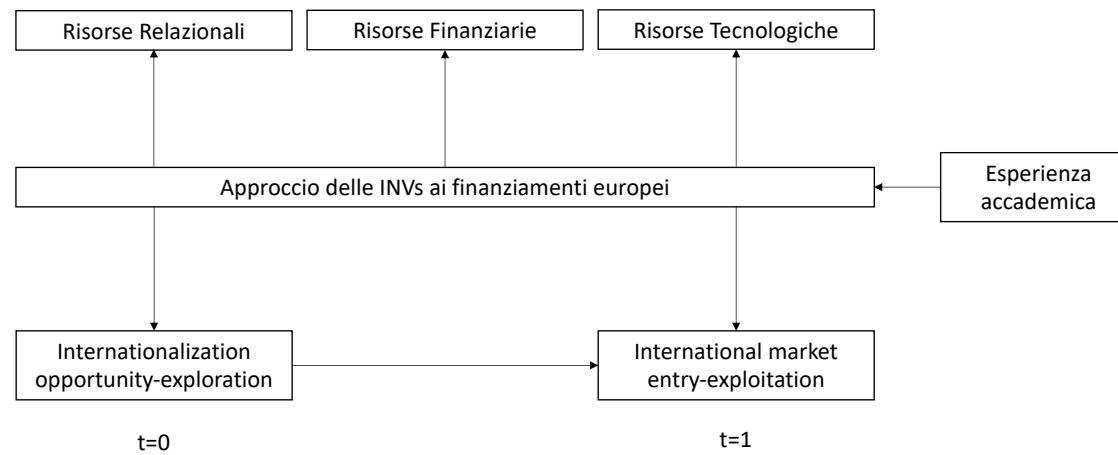 Risorse Relazionali
Risorse Finanziarie
Risorse Tecnologiche
Approccio delle INVs ai finanziamenti europei
Esperienza
accademica
Internationalization
opportunity-exploration
International market
entry-exploitation
t=0
t=1